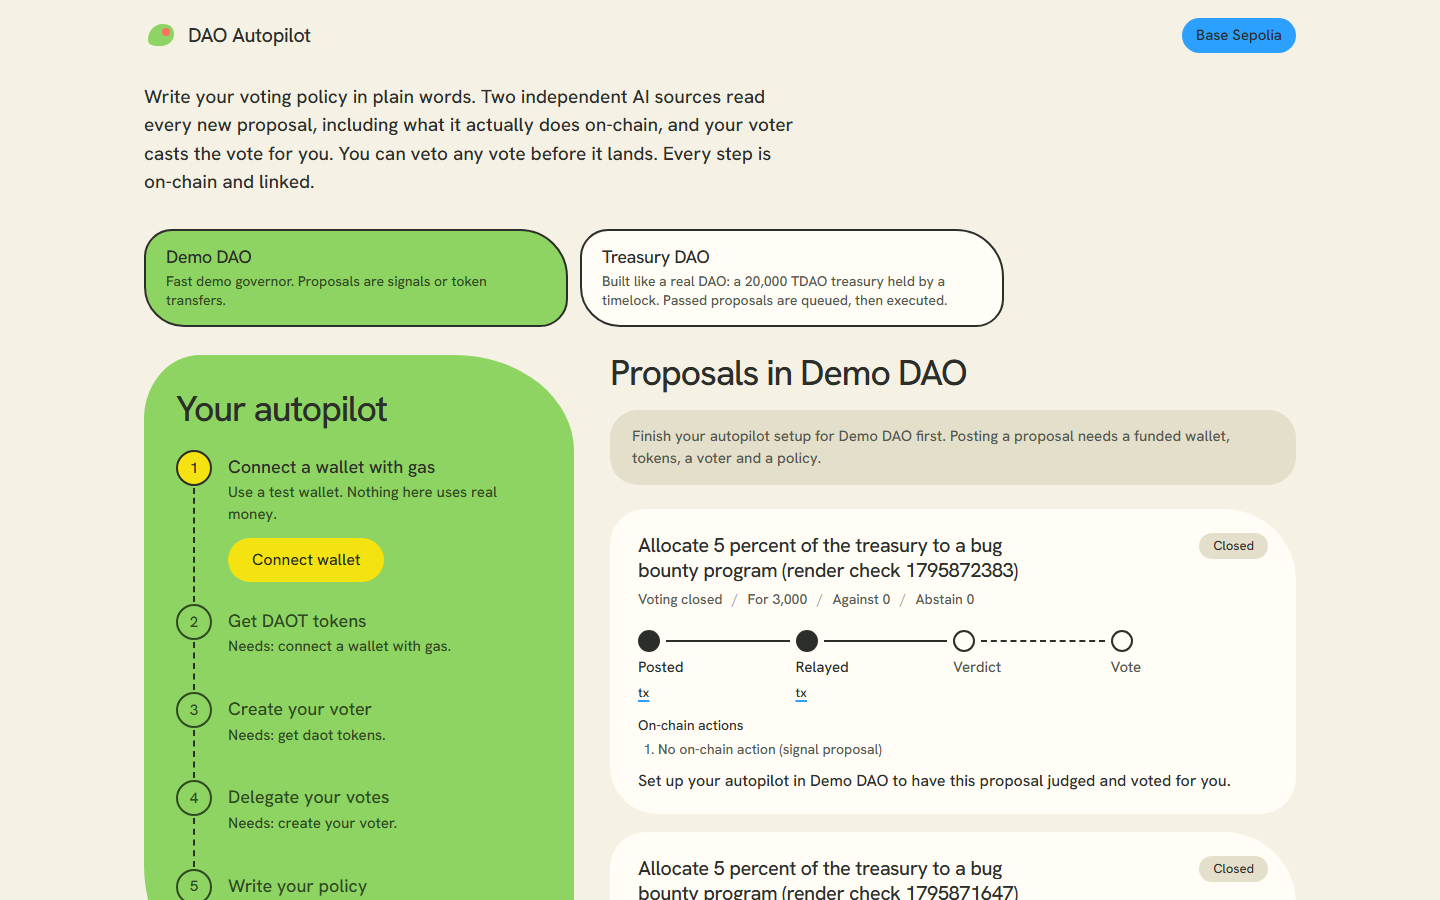 DAO Autopilot
Base Sepolia
Write your voting policy in plain words. Two independent AI sources read
every new proposal, including what it actually does on-chain, and your voter
casts the vote for you. You can veto any vote before it lands. Every step is
on-chain and linked.
Demo DAO
Fast demo governor. Proposals are signals or token
transfers.
Treasury DAO
Built like a real DAO: a 20,000 TDAO treasury held by a
timelock. Passed proposals are queued, then executed.
Your autopilot
1
Connect a wallet with gas
Use a test wallet. Nothing here uses real
money.
Connect wallet
2
Get DAOT tokens
Needs: connect a wallet with gas.
3
Create your voter
Needs: get daot tokens.
4
Delegate your votes
Needs: create your voter.
5
Write your policy
Proposals in Demo DAO
Finish your autopilot setup for Demo DAO first. Posting a proposal needs a funded wallet,
tokens, a voter and a policy.
Allocate 5 percent of the treasury to a bug
bounty program (render check 1795872383)
Closed
Voting closed / For 3,000 / Against 0 / Abstain 0
Posted
Relayed
Verdict
Vote
tx
tx
On-chain actions
1. No on-chain action (signal proposal)
Set up your autopilot in Demo DAO to have this proposal judged and voted for you.
Allocate 5 percent of the treasury to a bug
bounty program (render check 1795871647)
Closed